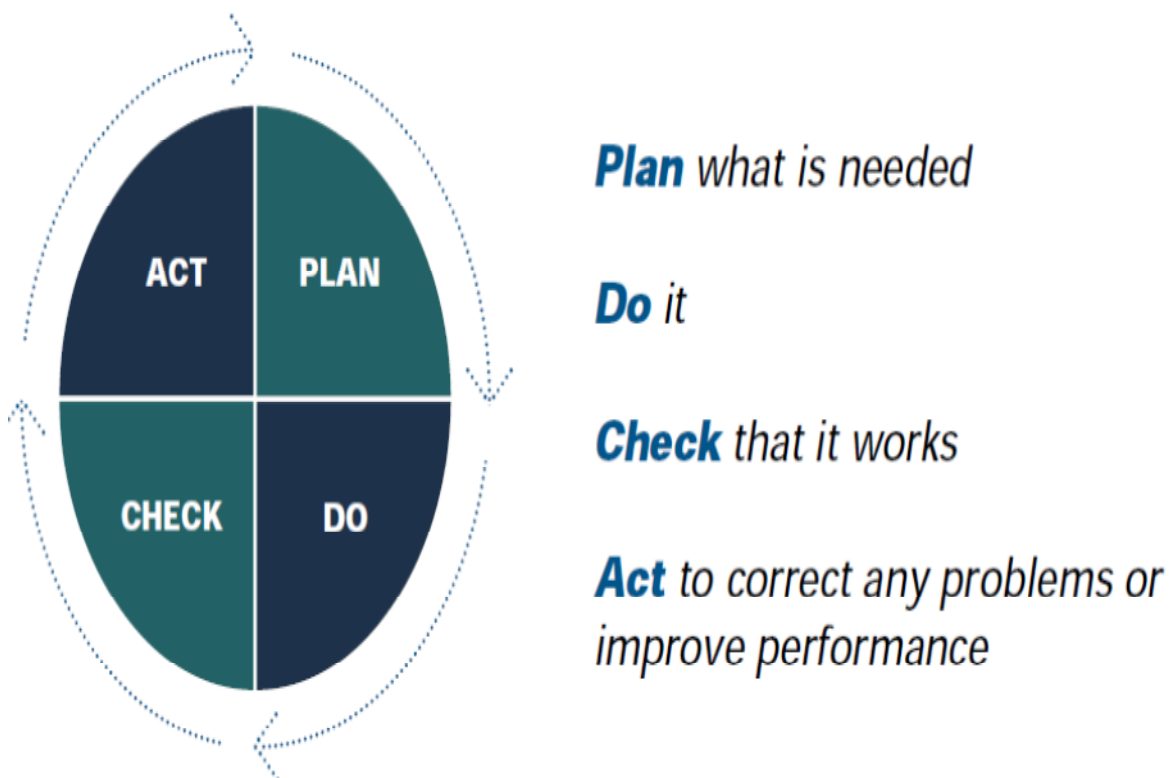 ACT
PLAN
CHECK
DO
Plan what is needed
Do it
Check that it works
Act to correct any problems or
improve performance